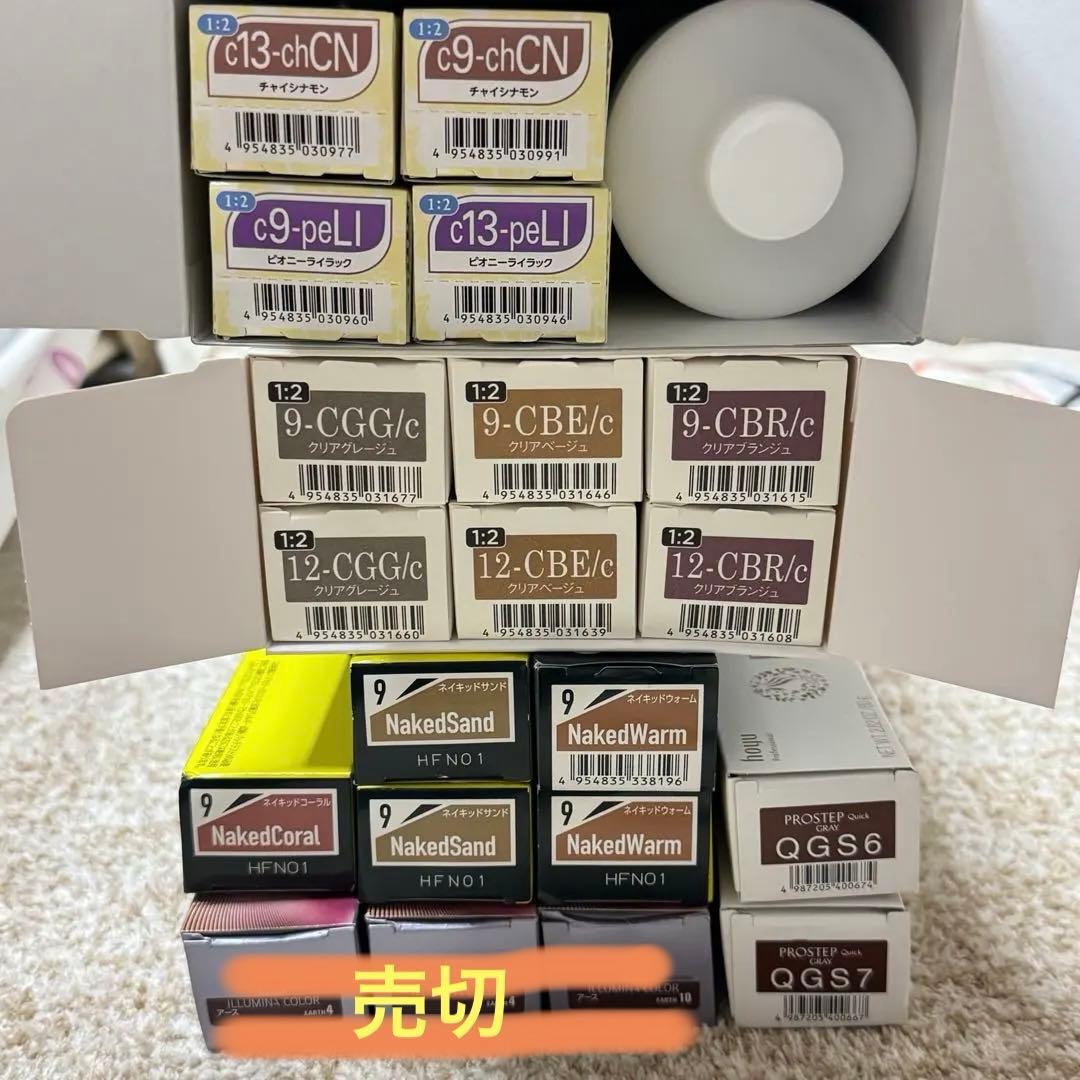 1:2
c13-chCN
チャイシナモン
4 954835 030977
1:2
c9-chCN
チャイシナモン
4 954835 030991
1:2
c9-peLI
ピオニーライラック
4 954835 030960
1:2
c13-peLI
ピオニーライラック
4 954835 030946
1:2
9-CGG/c
クリアグレージュ
4 954835 031677
1:2
9-CBE/c
クリアベージュ
4 954835 031646
1:2
9-CBR/c
クリアブランジュ
4 954835 031615
1:2
12-CGG/c
クリアグレージュ
4 954835 031660
1:2
12-CBE/c
クリアベージュ
4 954835 031639
1:2
12-CBR/c
クリアブランジュ
4 954835 031608
9
ネイキッドサンド
NakedSand
HFN01
9
ネイキッドウォーム
NakedWarm
4 954835 338196
hoyu
Professional
9
ネイキッドコーラル
NakedCoral
HFN01
9
ネイキッドサンド
NakedSand
HFN01
9
ネイキッドウォーム
NakedWarm
HFN01
PROSTEP Quick
GRAY
QGS6
4 987205 400674
ILLUMINA COLOR
アース
EARTH 4
4
ILLUMINA COLOR
アース
EARTH 10
売切
PROSTEP Quick
GRAY
QGS7
4 987205 400667